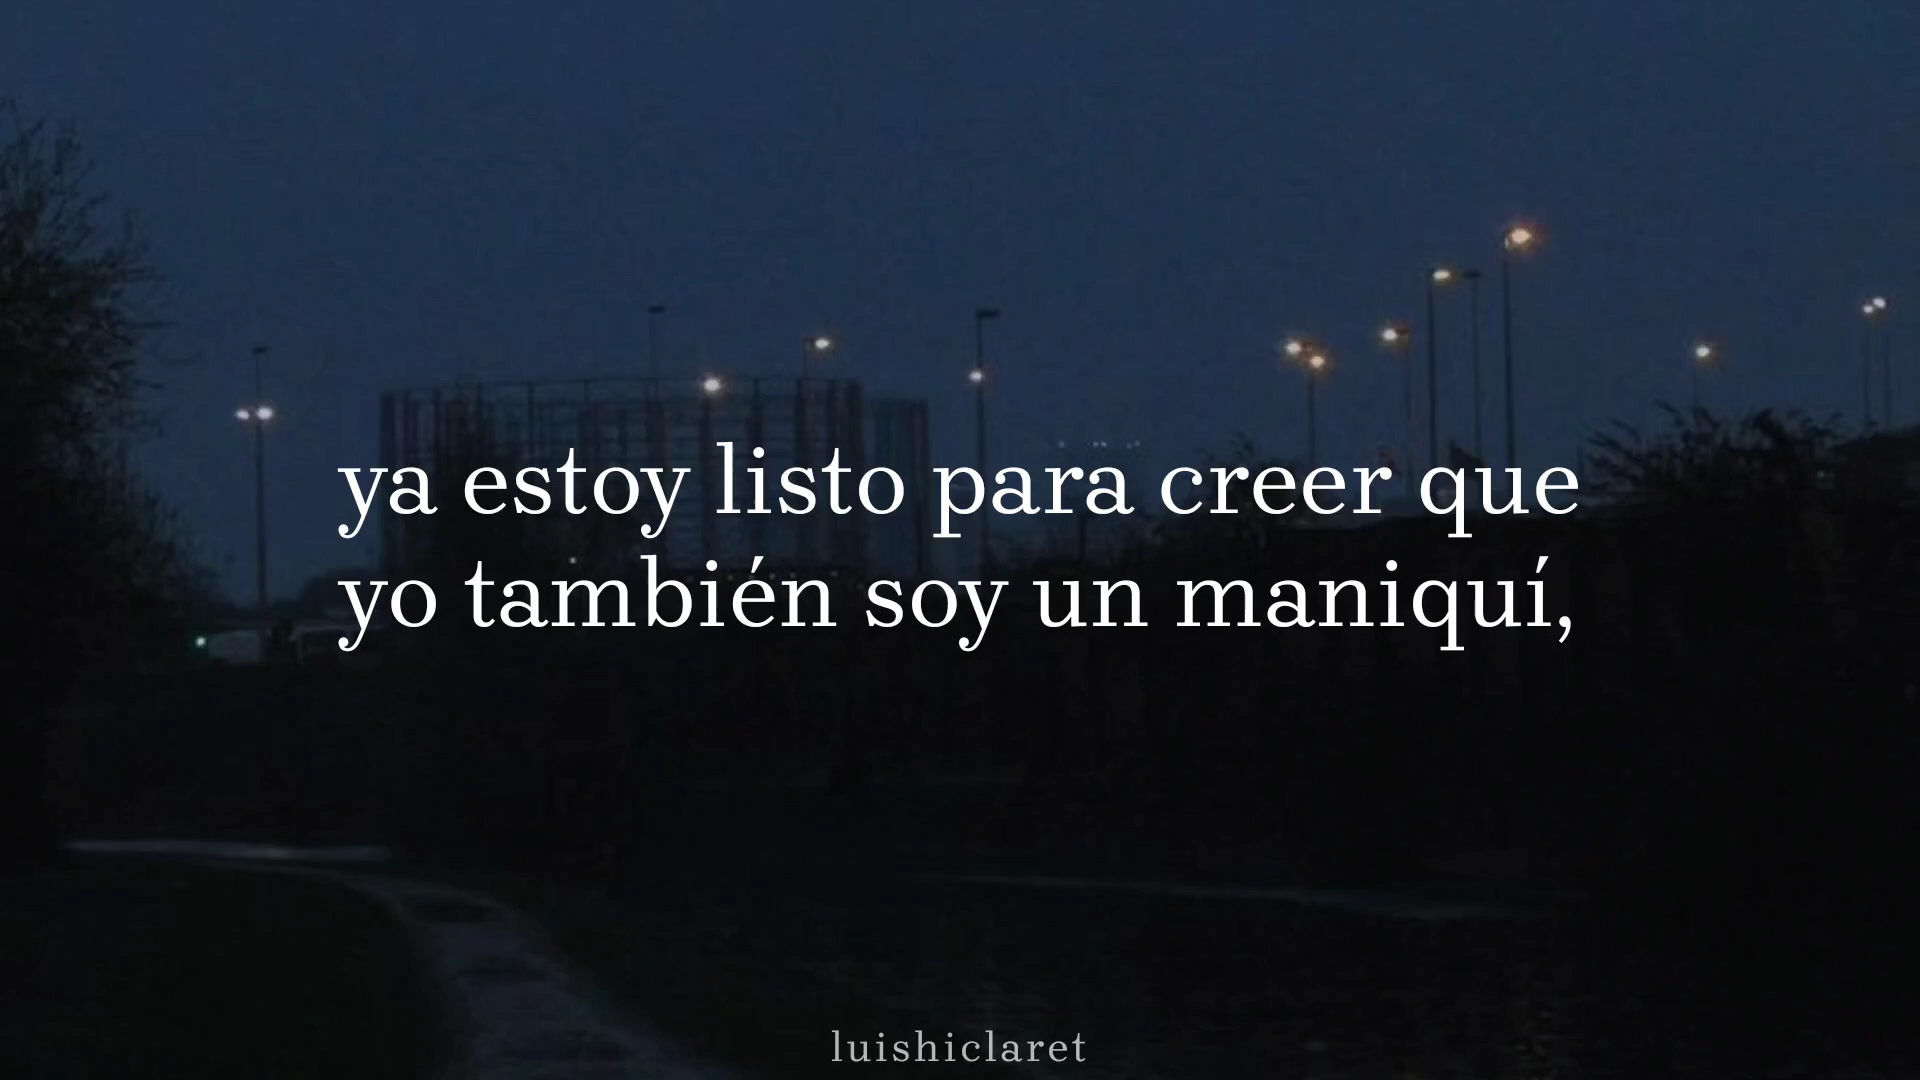 ya estoy listo para creer que
yo también soy un maniquí,
luishiclaret